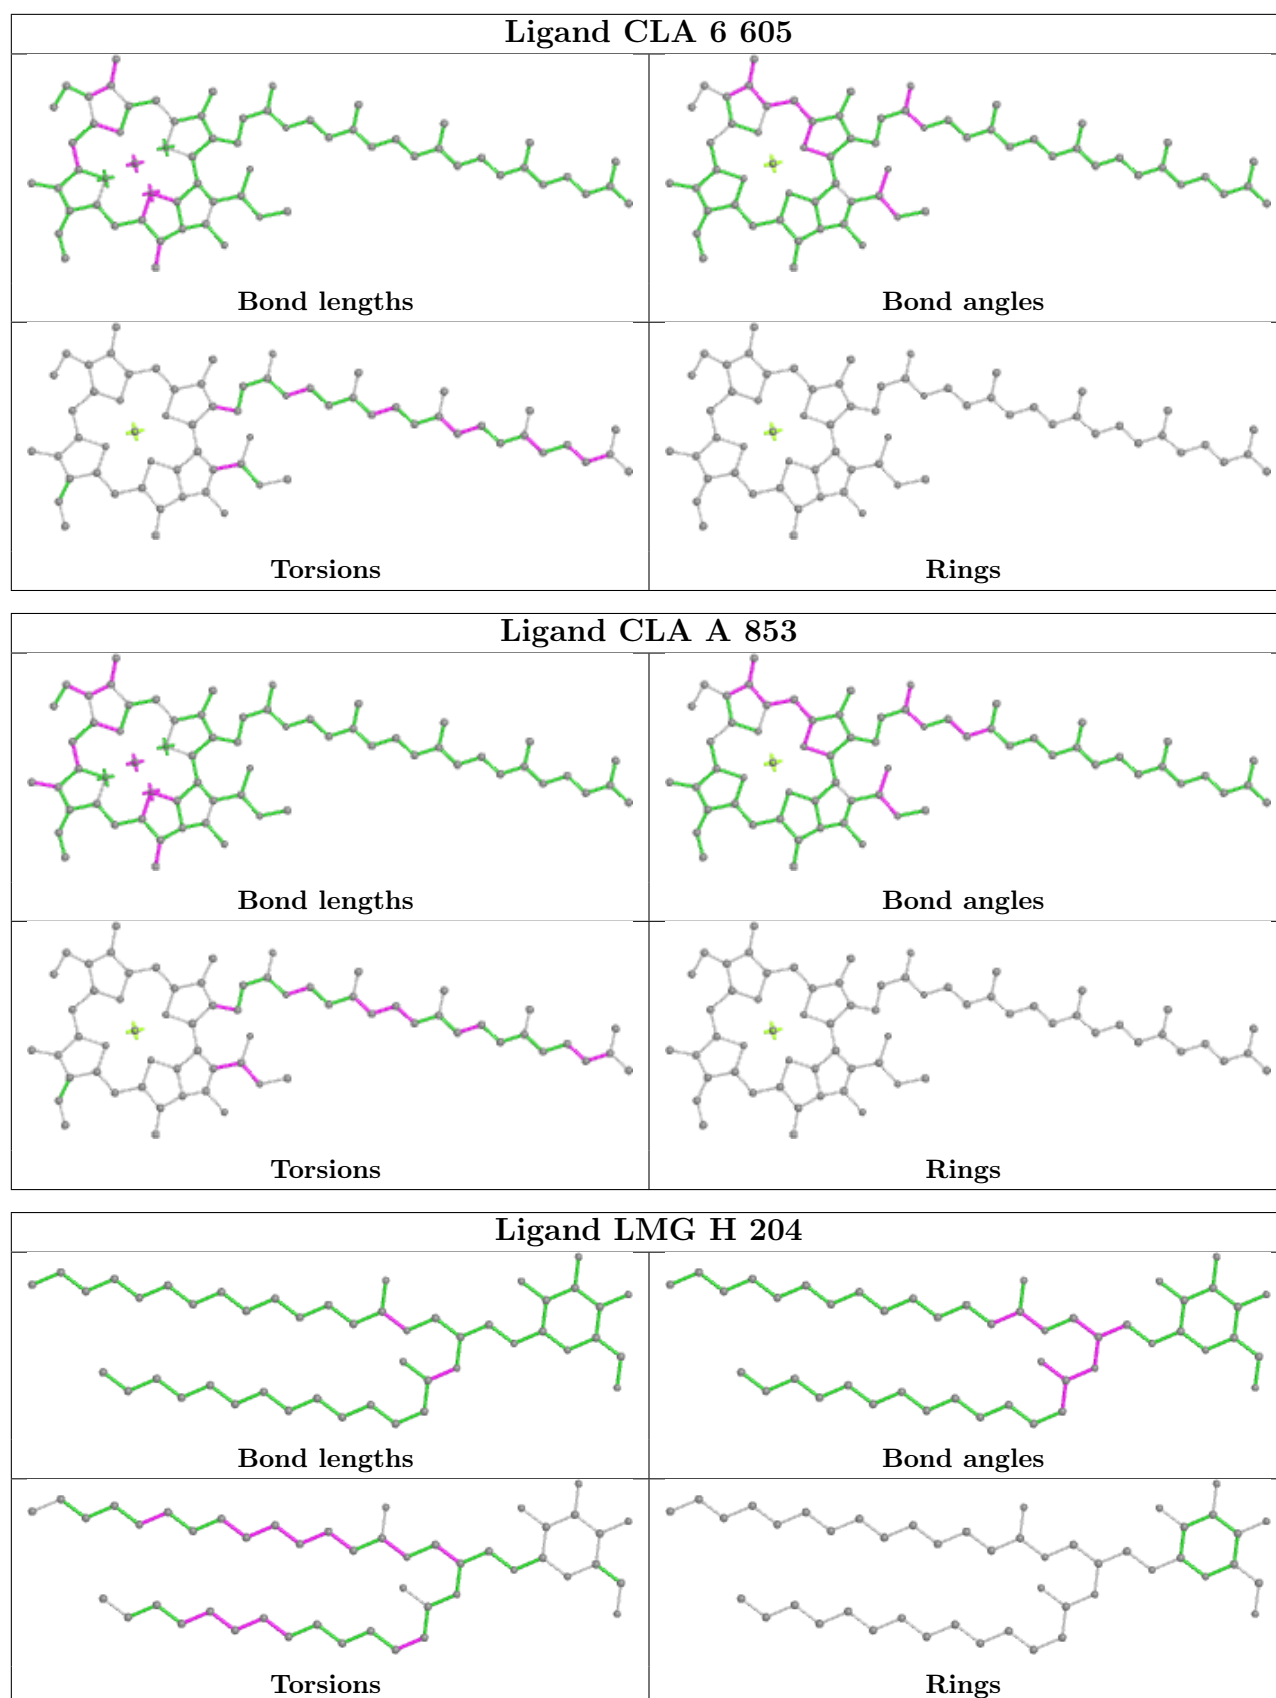 Ligand CLA 6 605
Bond lengths
Bond angles
Torsions
Rings
Ligand CLA A 853
Bond lengths
Bond angles
Torsions
Rings
Ligand LMG H 204
Bond lengths
Bond angles
Torsions
Rings